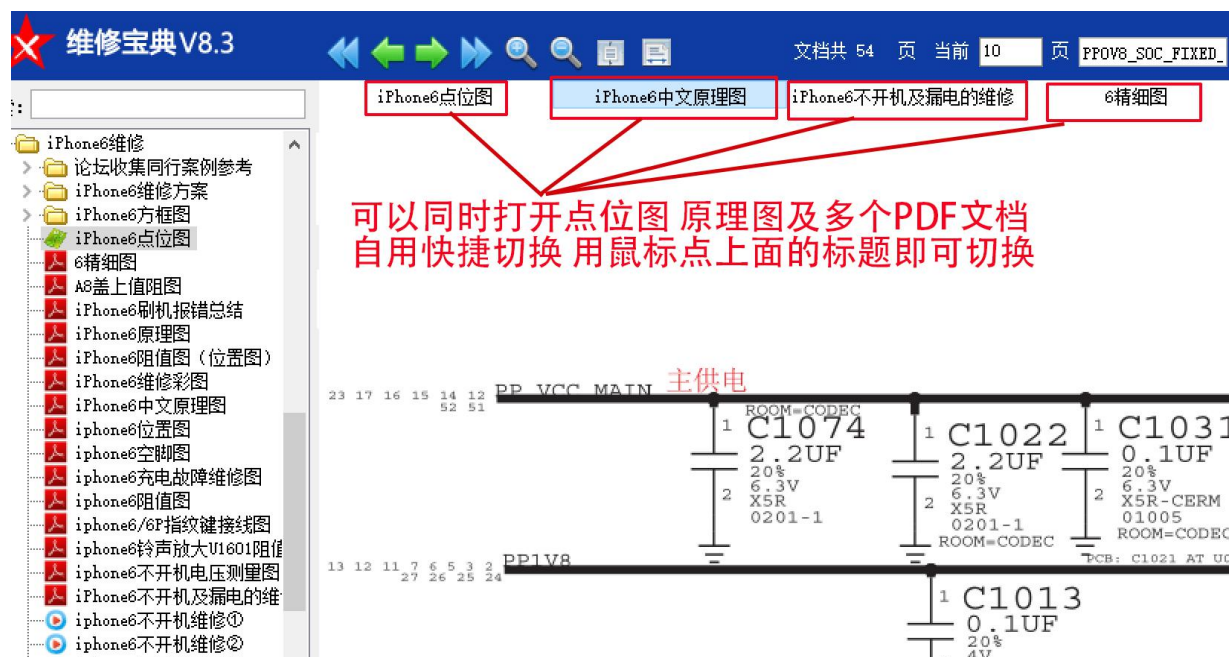 维修宝典V8.3
文档共 54 页 当前 10 页 PP0V8_SOC_FIXED_
iPhone6点位图 iPhone6中文原理图 iPhone6不开机及漏电的维修 6精细图
iPhone6维修
论坛收集同行案例参考
iPhone6维修方案
iPhone6方框图
iPhone6点位图
6精细图
A8盖上值阻图
iPhone6刷机报错总结
iPhone6原理图
iPhone6阻值图（位置图）
iPhone6维修彩图
iPhone6中文原理图
iphone6位置图
iphone6空脚图
iphone6充电故障维修图
iphone6阻值图
iphone6/6P指纹键接线图
iphone6铃声放大U1601阻值
iphone6不开机电压测量图
iPhone6不开机及漏电的维
iphone6不开机维修①
iphone6不开机维修②
可以同时打开点位图 原理图及多个PDF文档
自用快捷切换 用鼠标点上面的标题即可切换
23 17 16 15 14 12 PP_VCC_MAIN 主供电
52 51
ROOM=CODEC
1 C1074
2.2UF
20%
6.3V
2 X5R
0201-1
1 C1022
2.2UF
20%
6.3V
2 X5R
0201-1
ROOM=CODEC
1 C1031
0.1UF
20%
6.3V
2 X5R-CERM
01005
ROOM=CODEC
13 12 11 7 6 5 3 2 PP1V8
27 26 25 24
PCB: C1021 AT U0
1 C1013
0.1UF
20%
4V